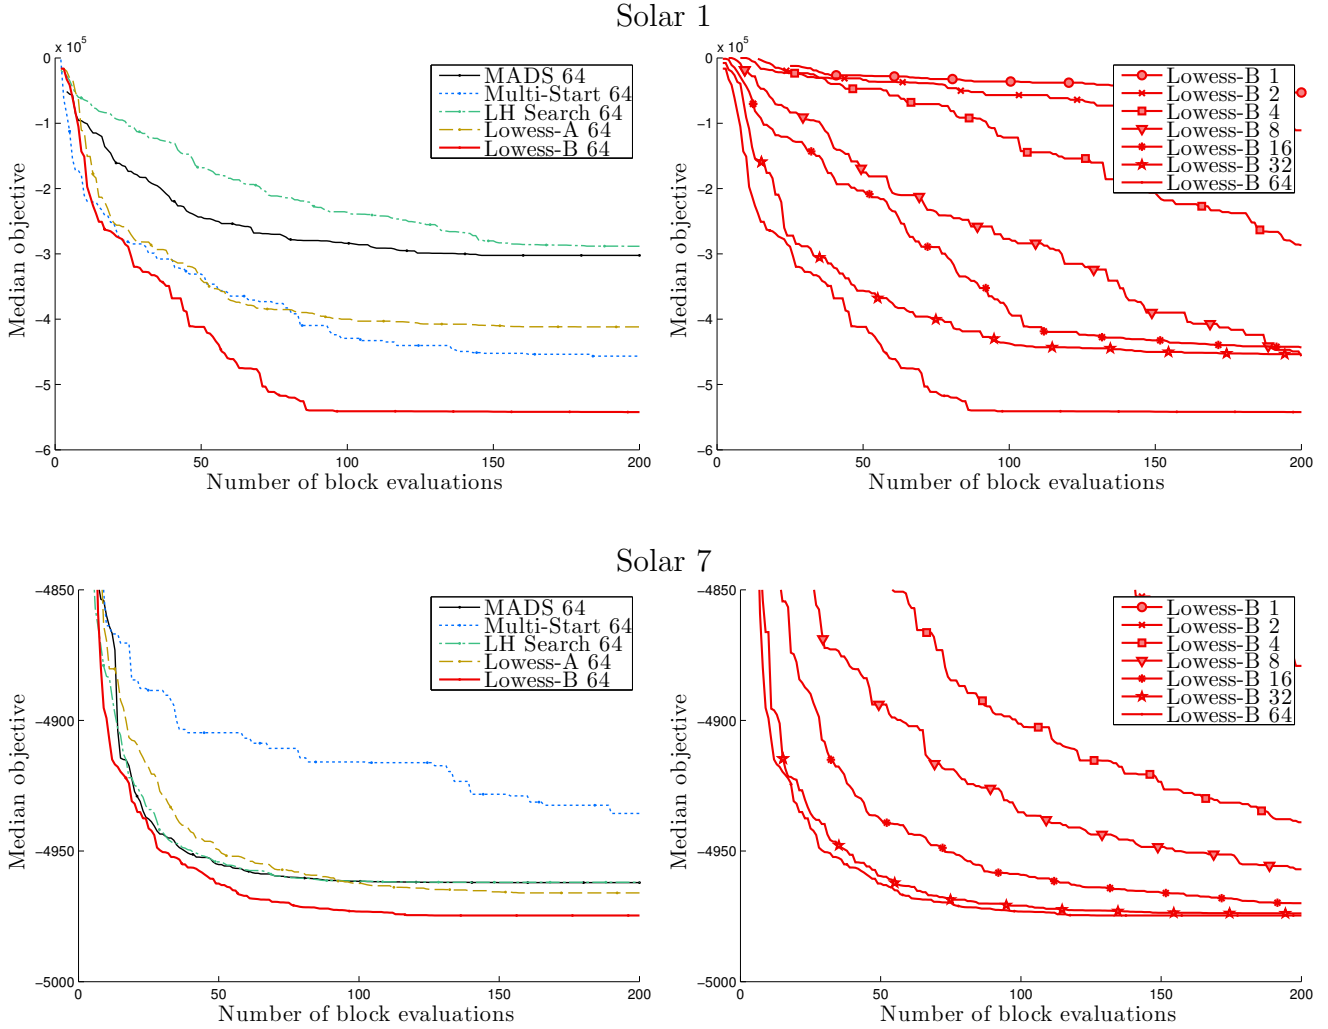 Solar 1
x 10^5
0
−1
−2
−3
−4
−5
−6
0
50
100
150
200
Median objective
Number of block evaluations
MADS 64
Multi-Start 64
LH Search 64
Lowess-A 64
Lowess-B 64
x 10^5
0
−1
−2
−3
−4
−5
−6
0
50
100
150
200
Median objective
Number of block evaluations
Lowess-B 1
Lowess-B 2
Lowess-B 4
Lowess-B 8
Lowess-B 16
Lowess-B 32
Lowess-B 64
Solar 7
−4850
−4900
−4950
−5000
0
50
100
150
200
Median objective
Number of block evaluations
MADS 64
Multi-Start 64
LH Search 64
Lowess-A 64
Lowess-B 64
−4850
−4900
−4950
−5000
0
50
100
150
200
Median objective
Number of block evaluations
Lowess-B 1
Lowess-B 2
Lowess-B 4
Lowess-B 8
Lowess-B 16
Lowess-B 32
Lowess-B 64